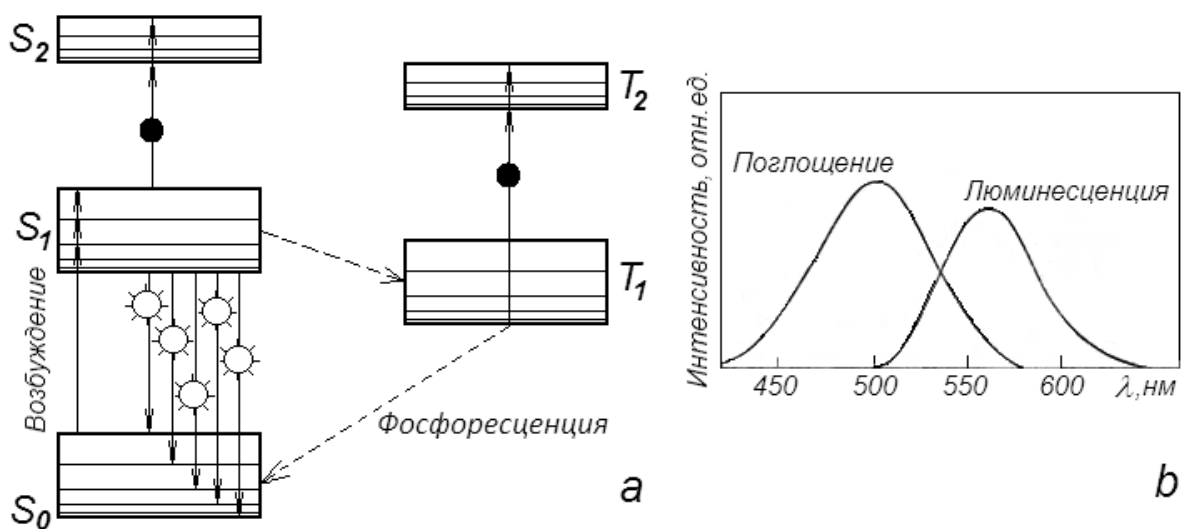 S2
T2
S1
T1
Возбуждение
Фосфоресценция
S0
a
Интенсивность, отн.ед.
Поглощение
Люминесценция
450 500 550 600 λ,нм
b